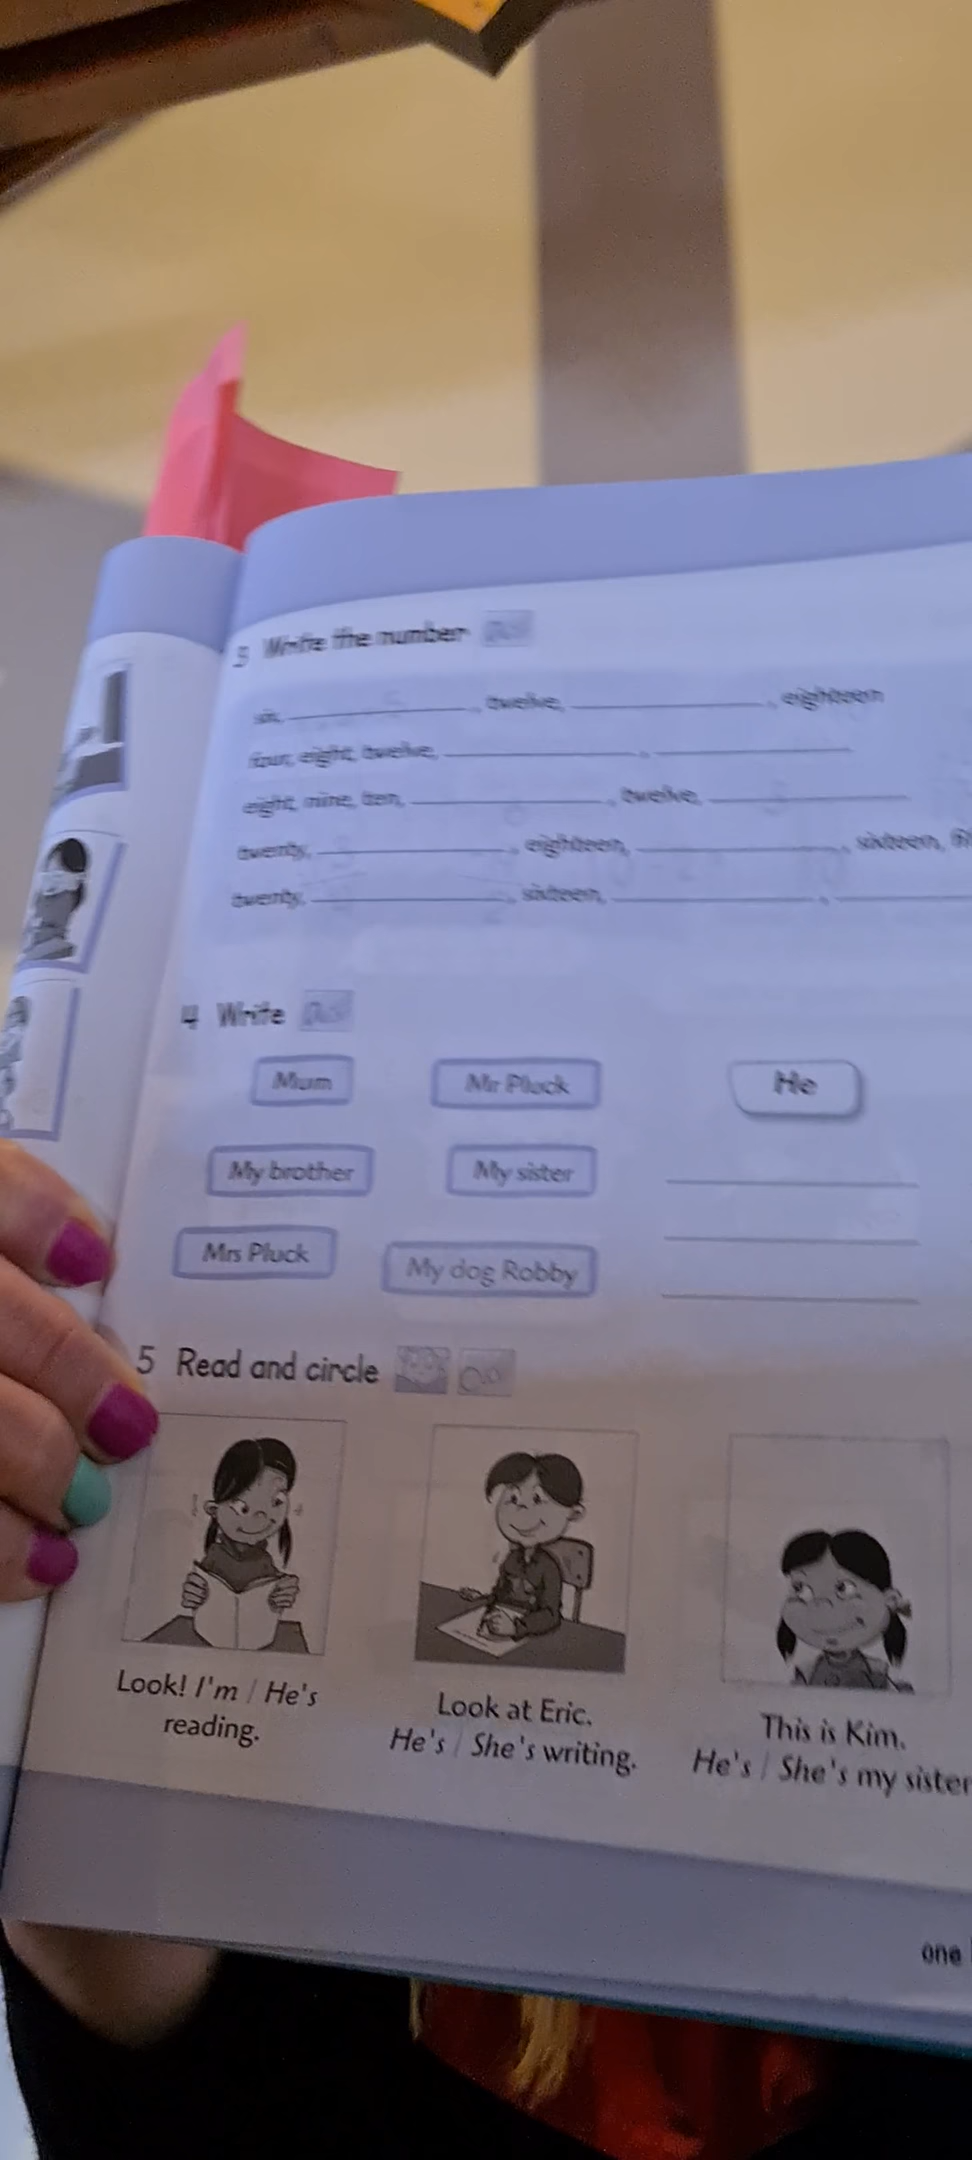 3 Write the number
six, , twelve, , eighteen
four, eight, twelve, ,
eight, nine, ten, , twelve,
twenty, , eighteen, , sixteen,
twenty, , sixteen, ,
4 Write
Mum Mr Pluck He
My brother My sister
Mrs Pluck My dog Robby
5 Read and circle
Look! I'm / He's
reading.
Look at Eric.
He's / She's writing.
This is Kim.
He's / She's my sister
one